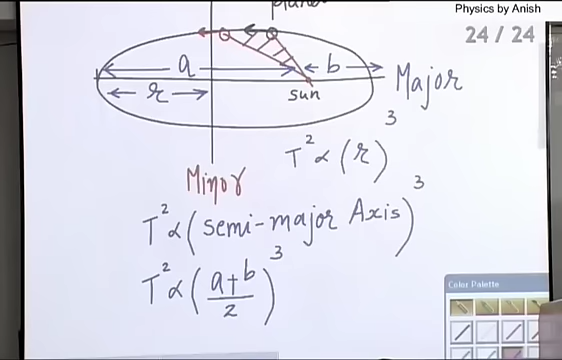 Physics by Anish
24 / 24
plane
a
b
Major
r
sun
T² ∝ (r)³
Minor
T² ∝ (semi-major Axis)³
T² ∝ (a+b/2)³
Color Palette